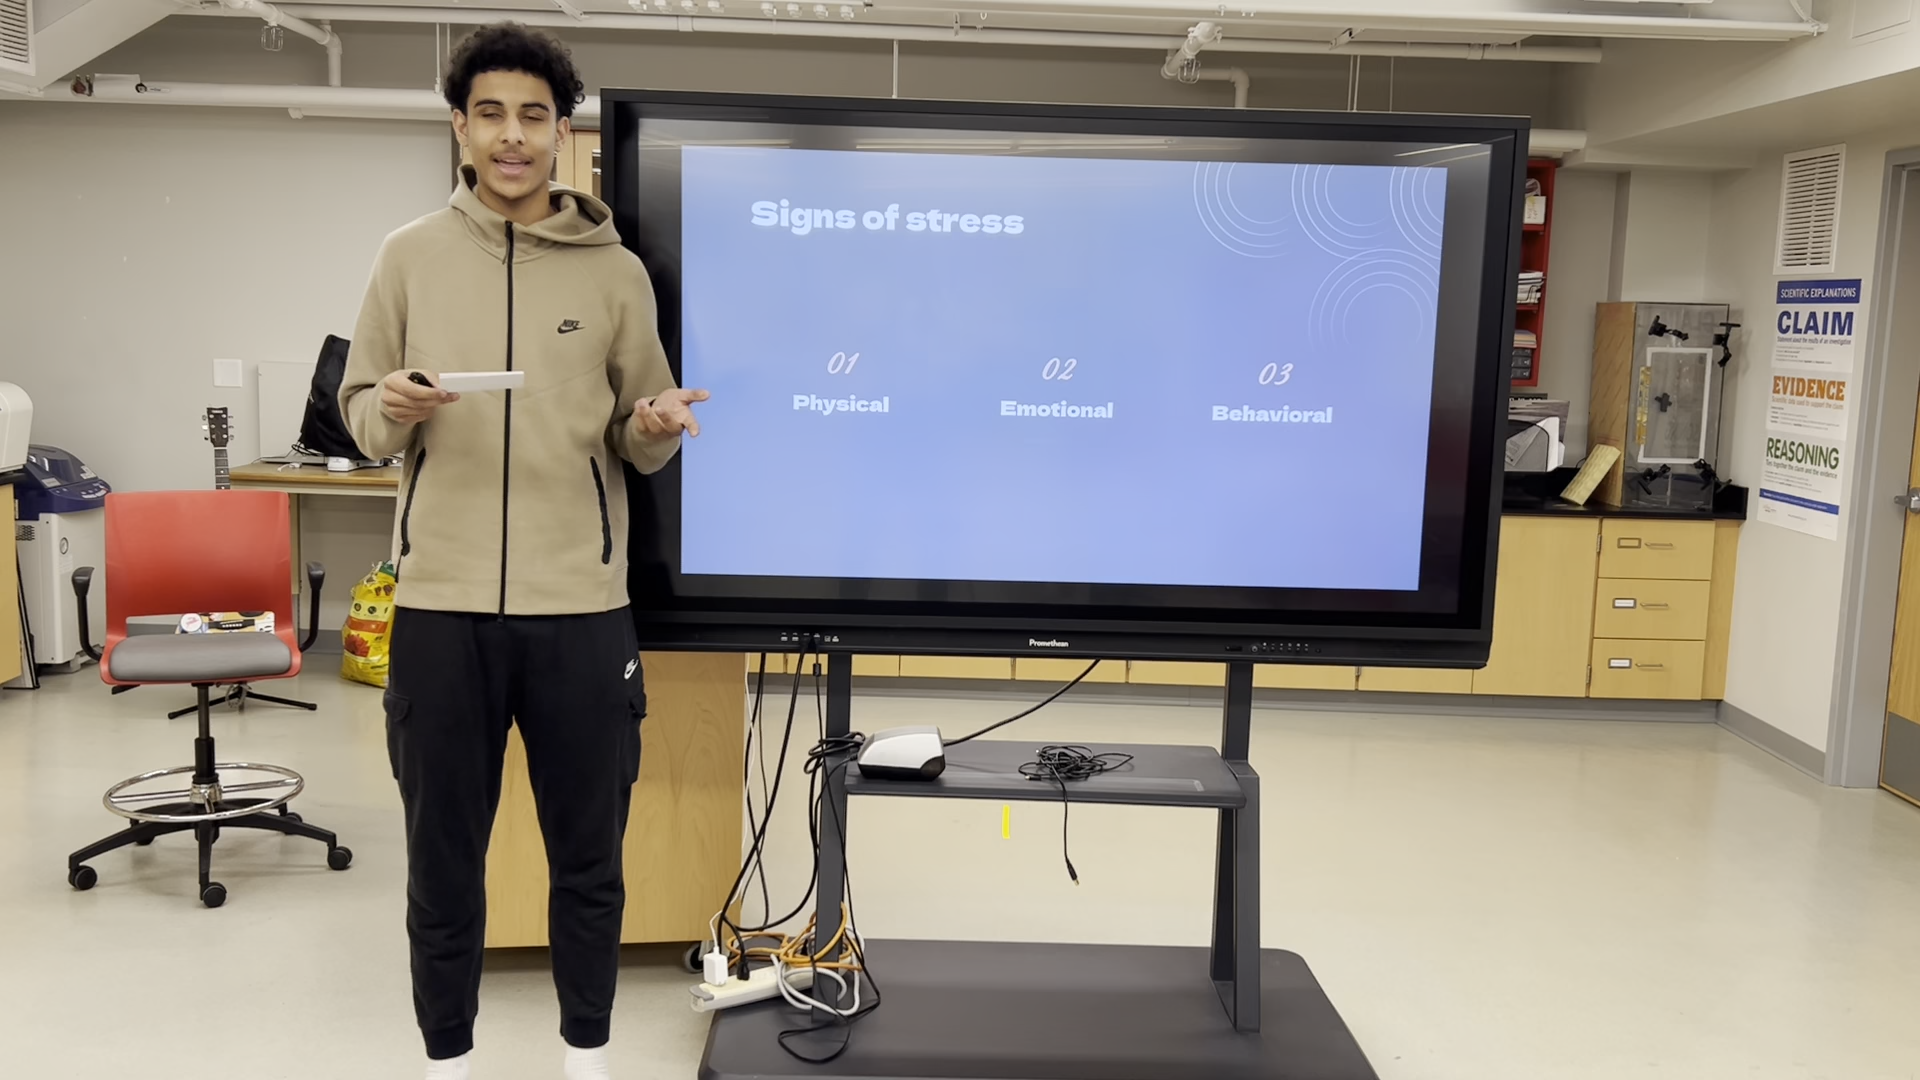 Signs of stress
01
Physical
02
Emotional
03
Behavioral
NIKE
Promethean
SCIENTIFIC EXPLANATIONS
CLAIM
EVIDENCE
REASONING